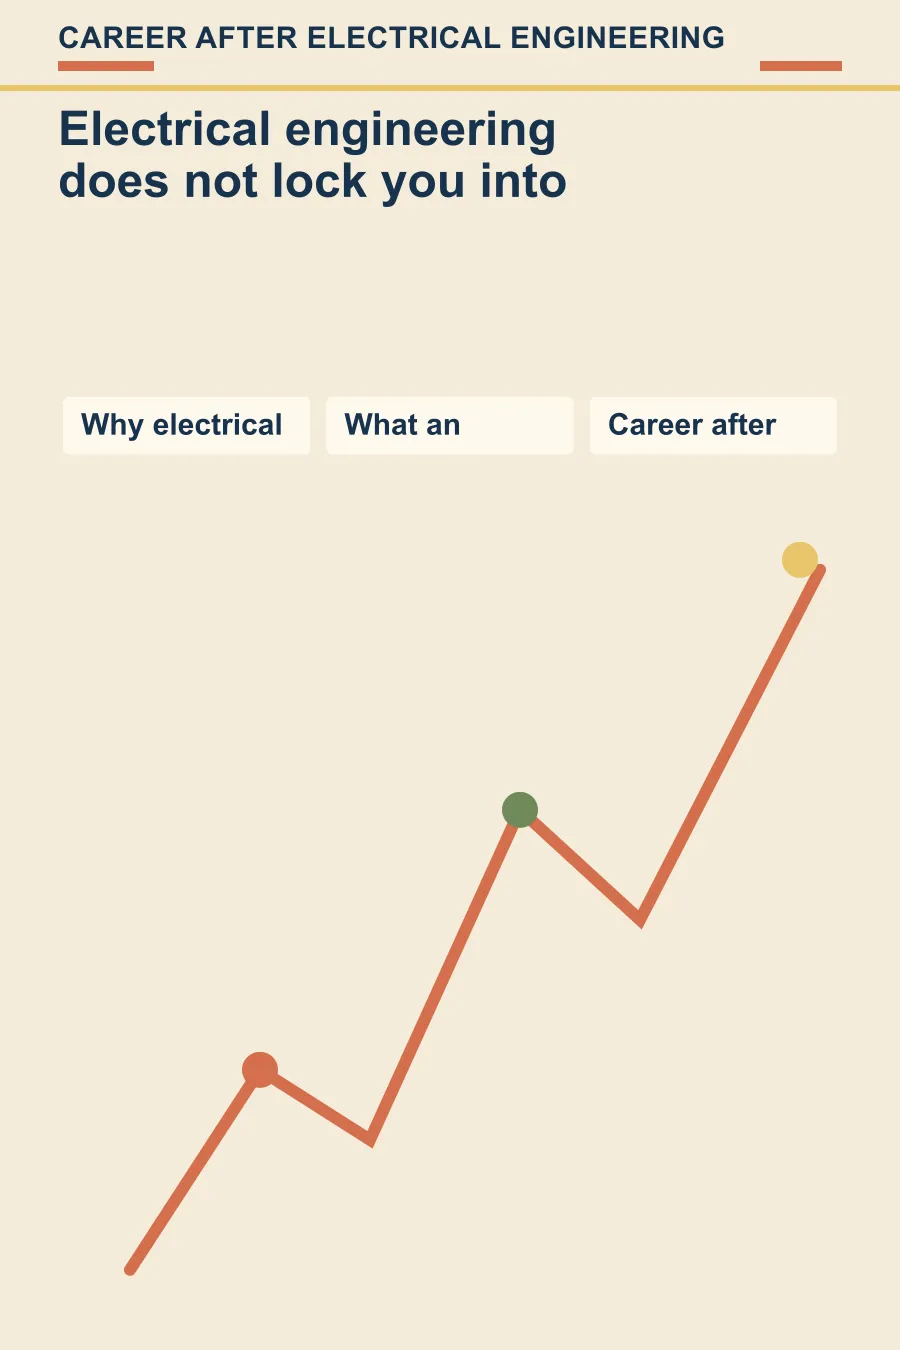 CAREER AFTER ELECTRICAL ENGINEERING
Electrical engineering
does not lock you into
Why electrical
What an
Career after